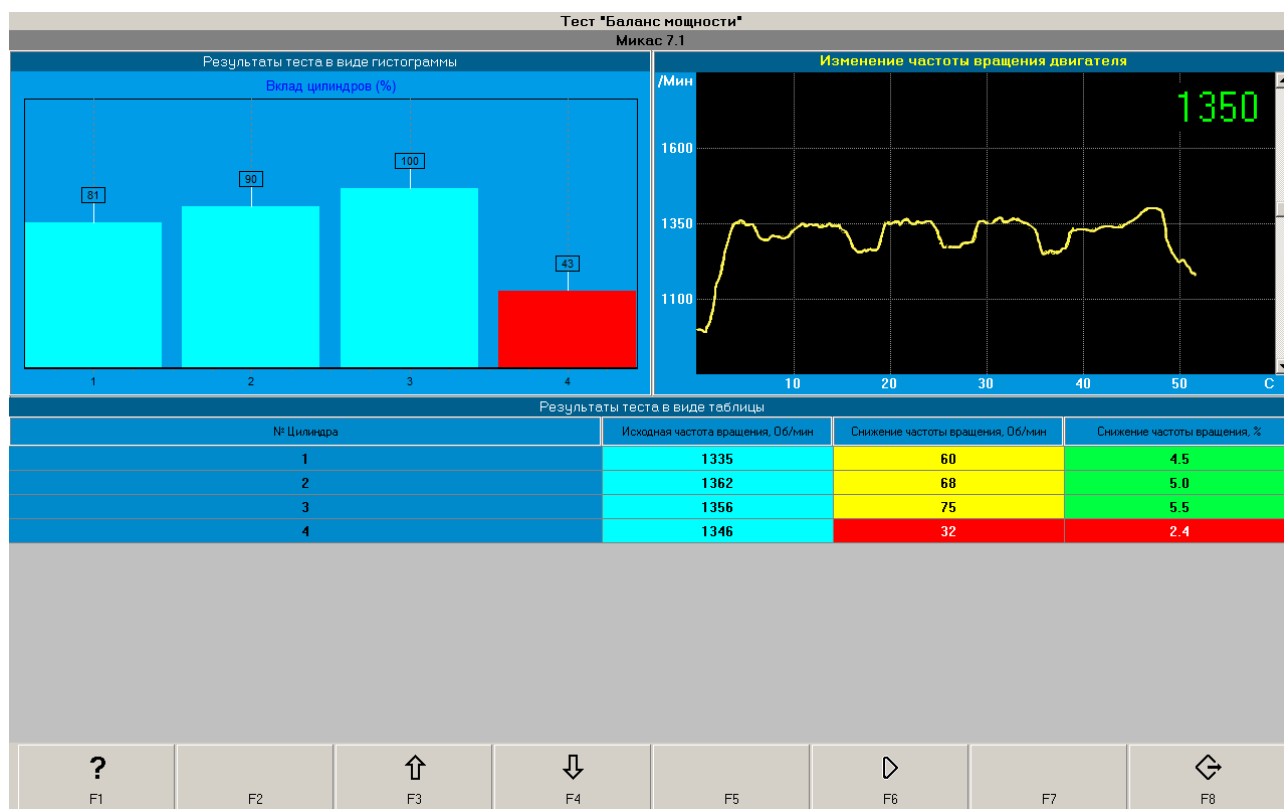 Тест "Баланс мощности"
Микас 7.1
Результаты теста в виде гистограммы
Вклад цилиндров (%)
81
90
100
43
1 2 3 4
Изменение частоты вращения двигателя
/Мин
1350
1600
1350
1100
10 20 30 40 50 С
Результаты теста в виде таблицы
№ Цилиндра Исходная частота вращения, Об/мин Снижение частоты вращения, Об/мин Снижение частоты вращения, %
1 1335 60 4.5
2 1362 68 5.0
3 1356 75 5.5
4 1346 32 2.4
?
F1 F2 F3 F4 F5 F6 F7 F8